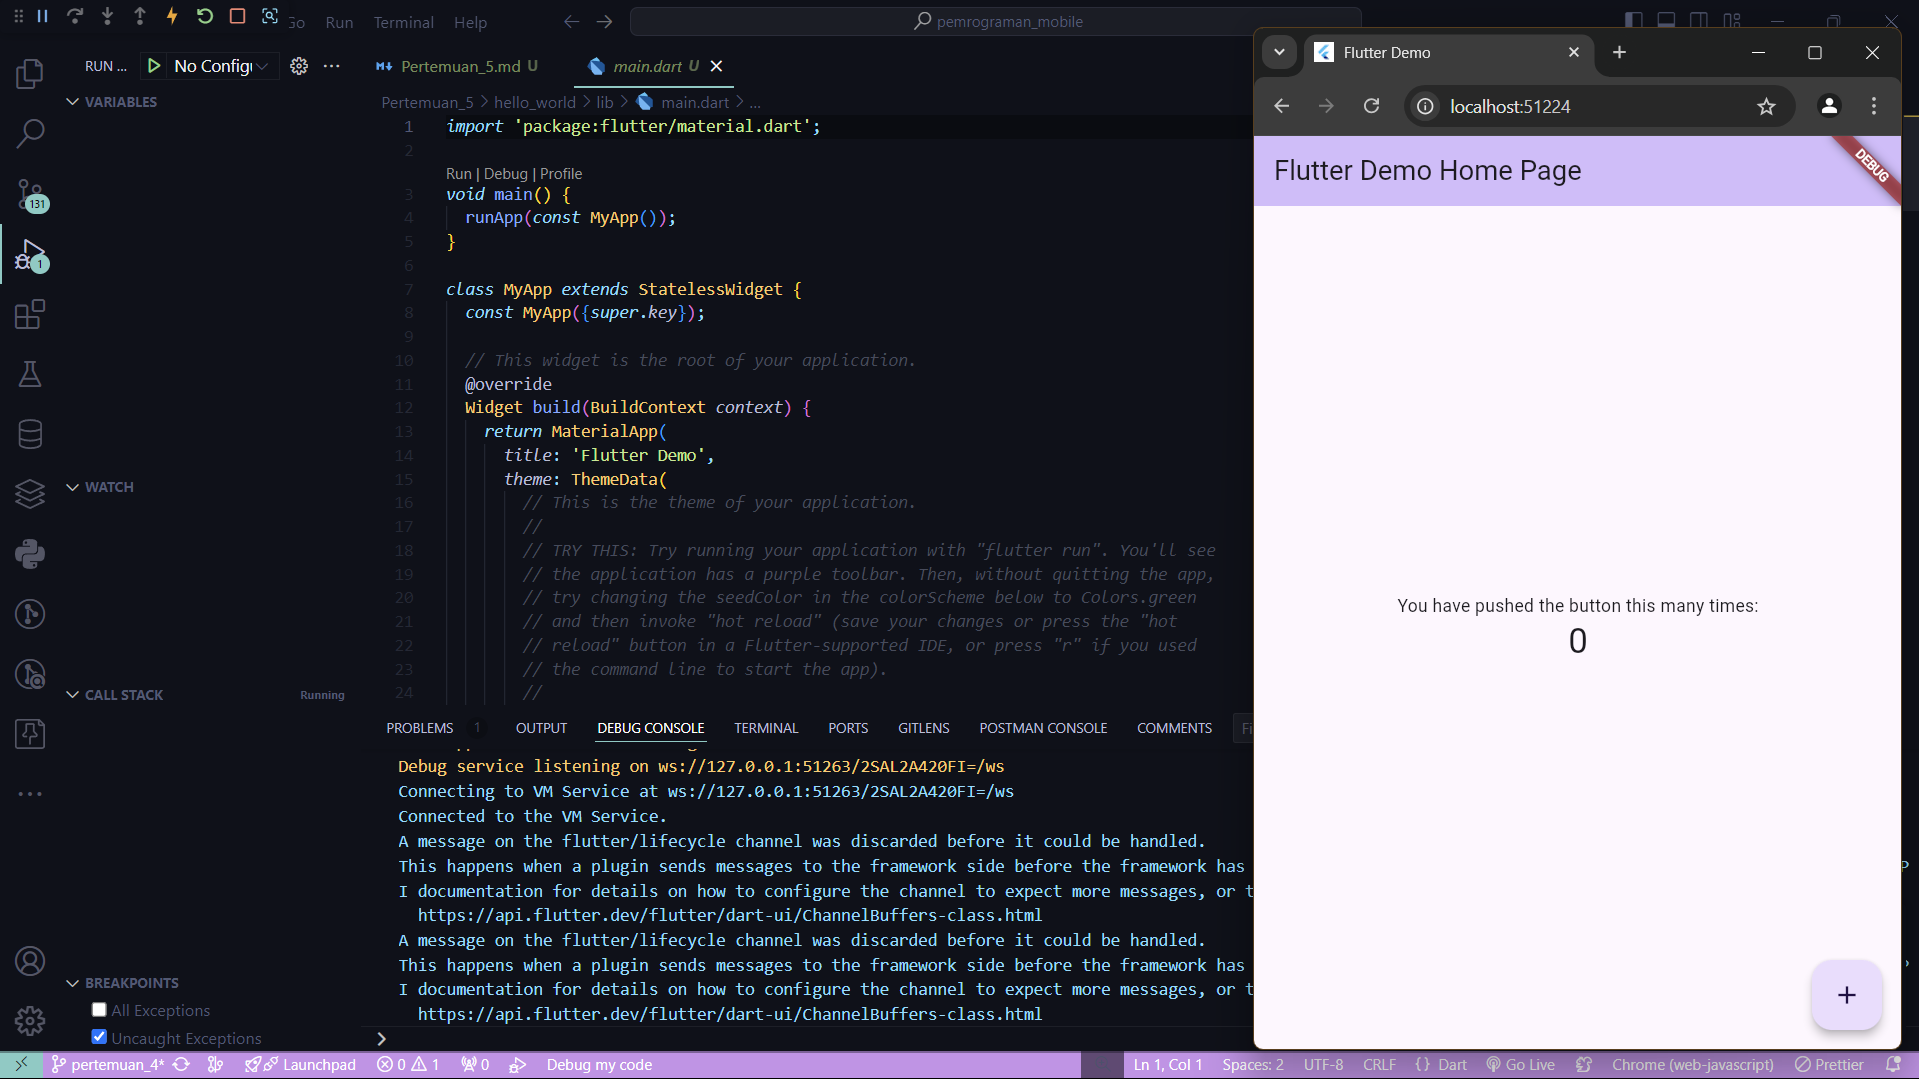 Go Run Terminal Help
pemrograman_mobile
RUN ... No Config
VARIABLES
WATCH
CALL STACK Running
BREAKPOINTS
All Exceptions
Uncaught Exceptions
131
1
Pertemuan_5.md U
main.dart U
Pertemuan_5 > hello_world > lib > main.dart > ...
1 import 'package:flutter/material.dart';
2
Run | Debug | Profile
3 void main() {
4 runApp(const MyApp());
5 }
6
7 class MyApp extends StatelessWidget {
8 const MyApp({super.key});
9
10 // This widget is the root of your application.
11 @override
12 Widget build(BuildContext context) {
13 return MaterialApp(
14 title: 'Flutter Demo',
15 theme: ThemeData(
16 // This is the theme of your application.
17 //
18 // TRY THIS: Try running your application with "flutter run". You'll see
19 // the application has a purple toolbar. Then, without quitting the app,
20 // try changing the seedColor in the colorScheme below to Colors.green
21 // and then invoke "hot reload" (save your changes or press the "hot
22 // reload" button in a Flutter-supported IDE, or press "r" if you used
23 // the command line to start the app).
24 //
PROBLEMS 1 OUTPUT DEBUG CONSOLE TERMINAL PORTS GITLENS POSTMAN CONSOLE COMMENTS Fi
Debug service listening on ws://127.0.0.1:51263/2SAL2A420FI=/ws
Connecting to VM Service at ws://127.0.0.1:51263/2SAL2A420FI=/ws
Connected to the VM Service.
A message on the flutter/lifecycle channel was discarded before it could be handled.
This happens when a plugin sends messages to the framework side before the framework has
I documentation for details on how to configure the channel to expect more messages, or t
https://api.flutter.dev/flutter/dart-ui/ChannelBuffers-class.html
A message on the flutter/lifecycle channel was discarded before it could be handled.
This happens when a plugin sends messages to the framework side before the framework has
I documentation for details on how to configure the channel to expect more messages, or t
https://api.flutter.dev/flutter/dart-ui/ChannelBuffers-class.html
Flutter Demo
localhost:51224
Flutter Demo Home Page
DEBUG
You have pushed the button this many times:
0
+
pertemuan_4* Launchpad 0 1 0 Debug my code Ln 1, Col 1 Spaces: 2 UTF-8 CRLF {} Dart Go Live Chrome (web-javascript) Prettier